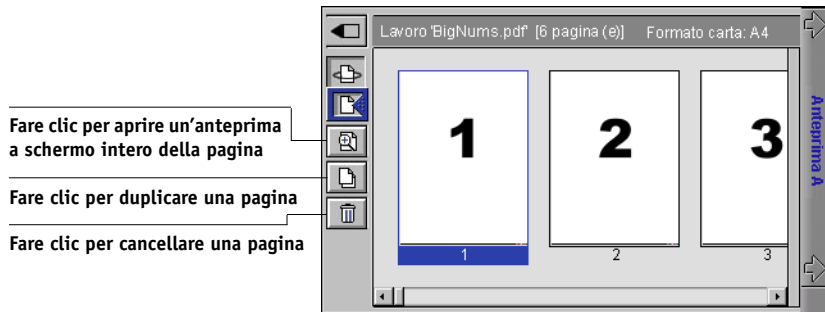 Lavoro 'BigNums.pdf' [6 pagina (e)] Formato carta: A4
Fare clic per aprire un'anteprima
a schermo intero della pagina
Fare clic per duplicare una pagina
Fare clic per cancellare una pagina
1 2 3
1 2 3
Anteprima A